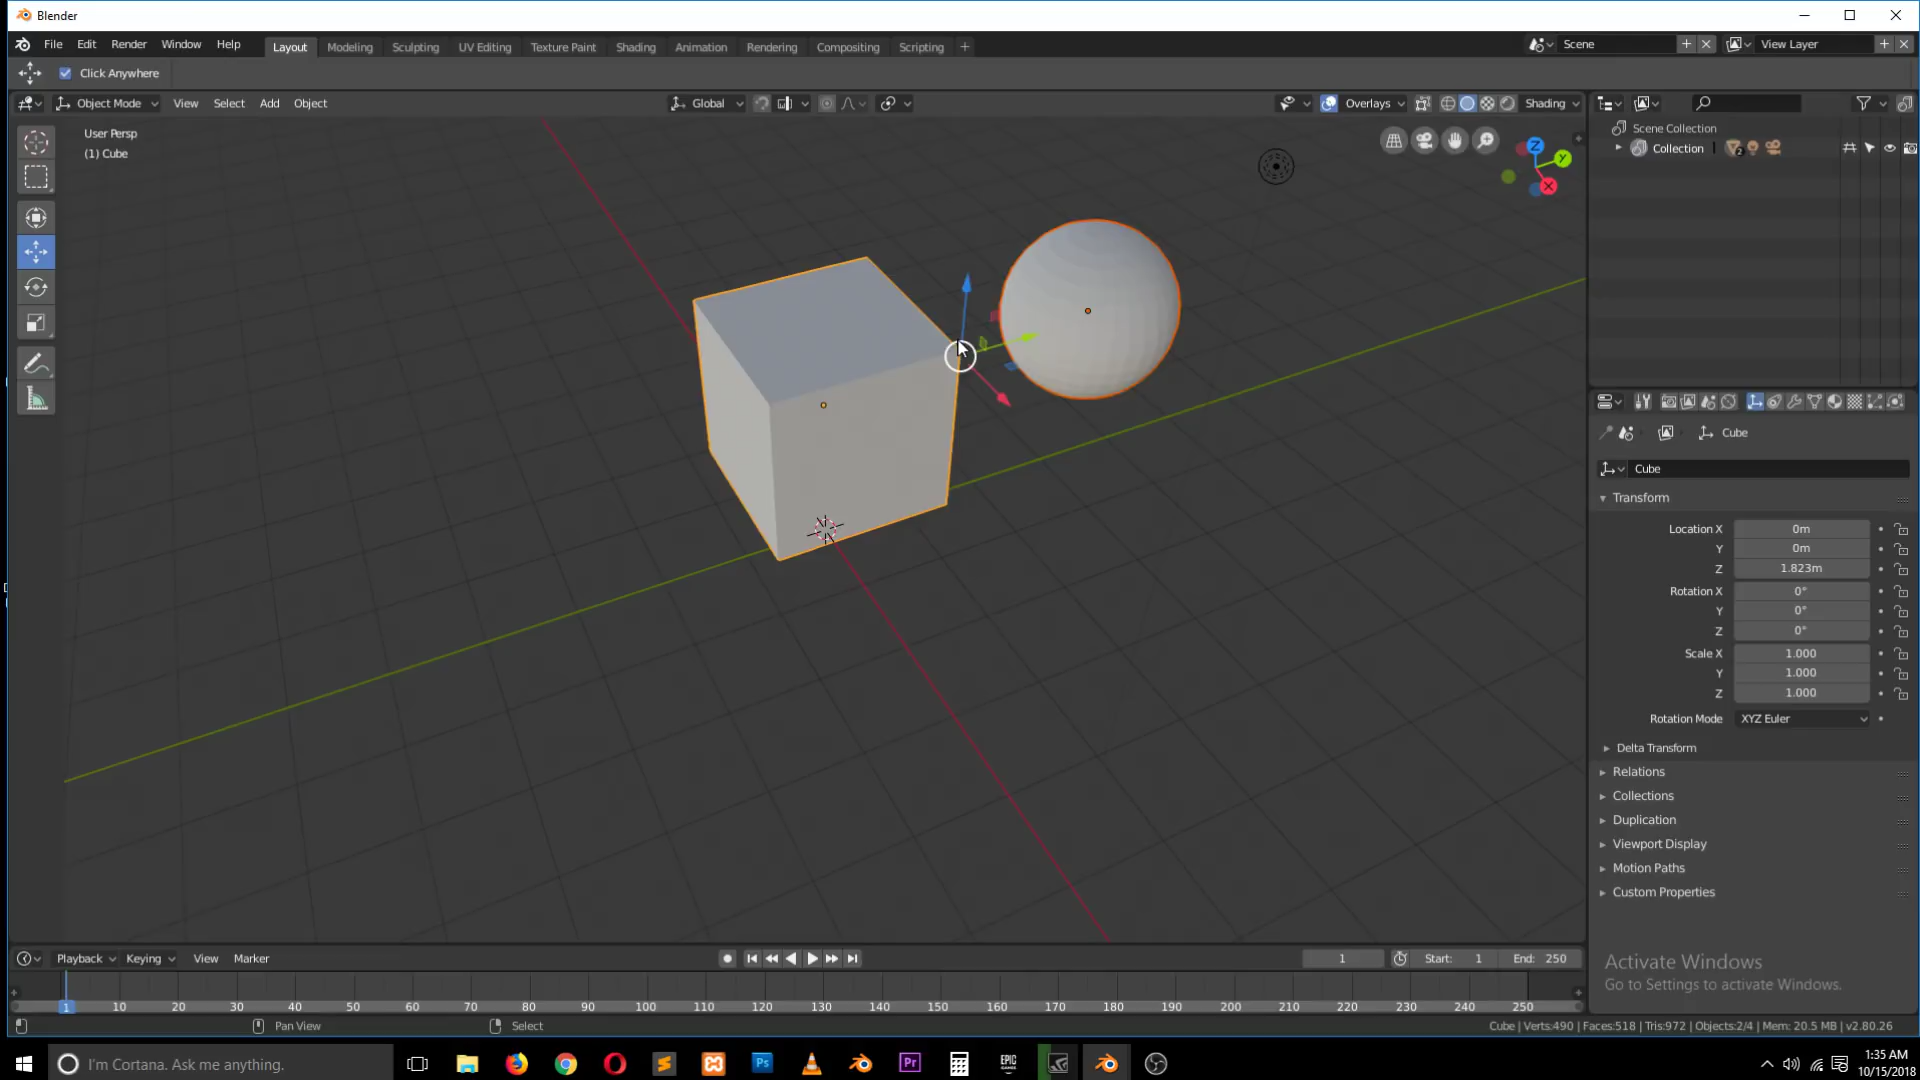 Blender
File Edit Render Window Help Layout Modeling Sculpting UV Editing Texture Paint Shading Animation Rendering Compositing Scripting + Scene View Layer
Click Anywhere
Object Mode View Select Add Object Global Overlays Shading
User Persp
(1) Cube
Z
Y
X
Scene Collection
Collection
2
Cube
Cube
Transform
Location X 0m
Y 0m
Z 1.823m
Rotation X 0°
Y 0°
Z 0°
Scale X 1.000
Y 1.000
Z 1.000
Rotation Mode XYZ Euler
Delta Transform
Relations
Collections
Duplication
Viewport Display
Motion Paths
Custom Properties
Activate Windows
Go to Settings to activate Windows.
Playback Keying View Marker 1 Start: 1 End: 250
1 10 20 30 40 50 60 70 80 90 100 110 120 130 140 150 160 170 180 190 200 210 220 230 240 250
Pan View Select Cube | Verts:490 | Faces:518 | Tris:972 | Objects:2/4 | Mem: 20.5 MB | v2.80.26
I'm Cortana. Ask me anything. Ps Pr EPIC GAMES 1:35 AM
10/15/2018